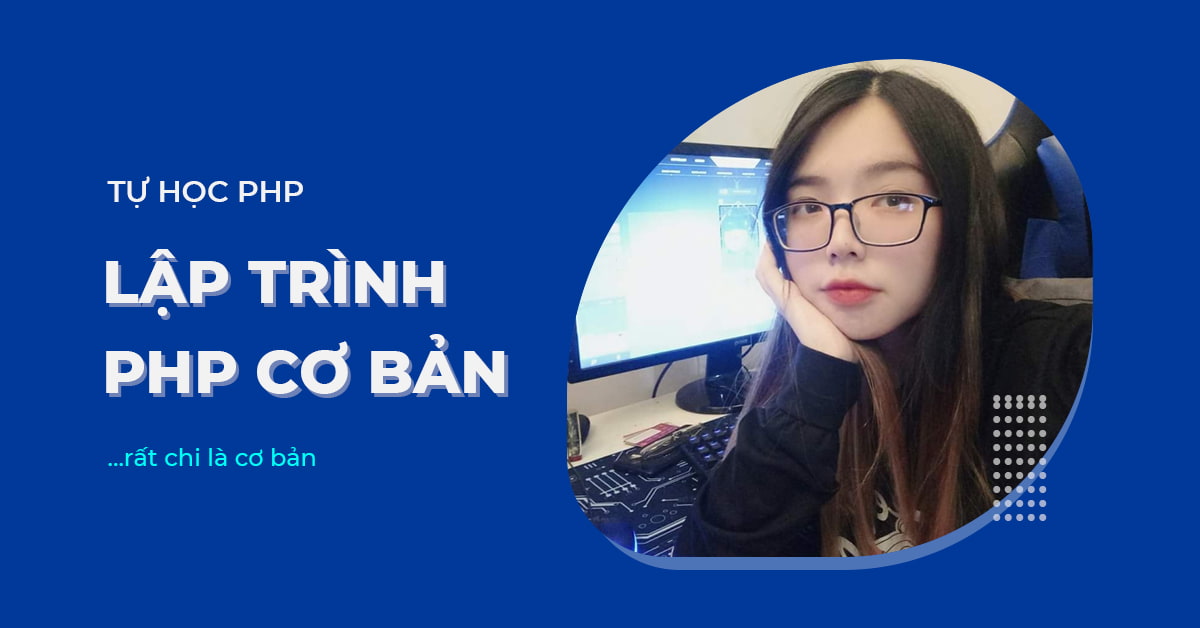 TỰ HỌC PHP
LẬP TRÌNH
PHP CƠ BẢN
...rất chi là cơ bản